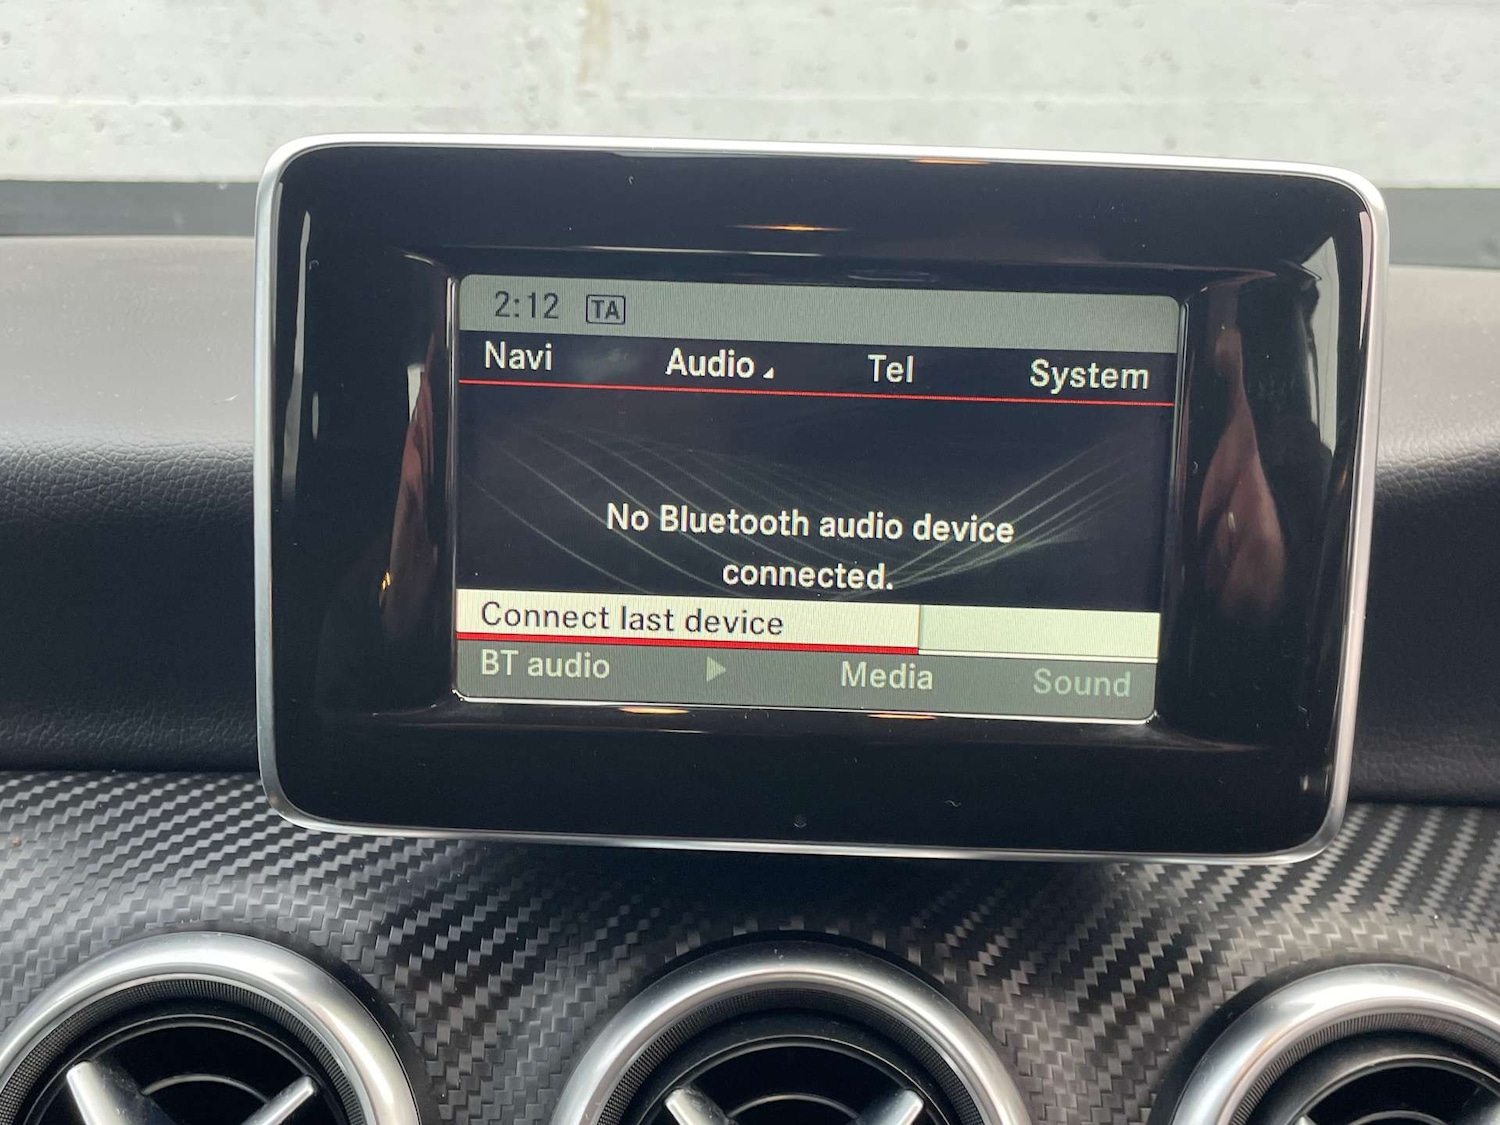 2:12 TA
Navi Audio Tel System
No Bluetooth audio device
connected.
Connect last device
BT audio Media Sound